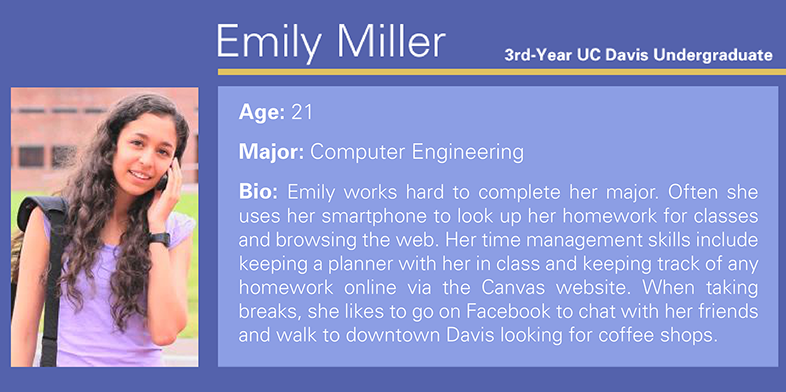 Emily Miller
3rd-Year UC Davis Undergraduate
Age: 21
Major: Computer Engineering
Bio: Emily works hard to complete her major. Often she
uses her smartphone to look up her homework for classes
and browsing the web. Her time management skills include
keeping a planner with her in class and keeping track of any
homework online via the Canvas website. When taking
breaks, she likes to go on Facebook to chat with her friends
and walk to downtown Davis looking for coffee shops.